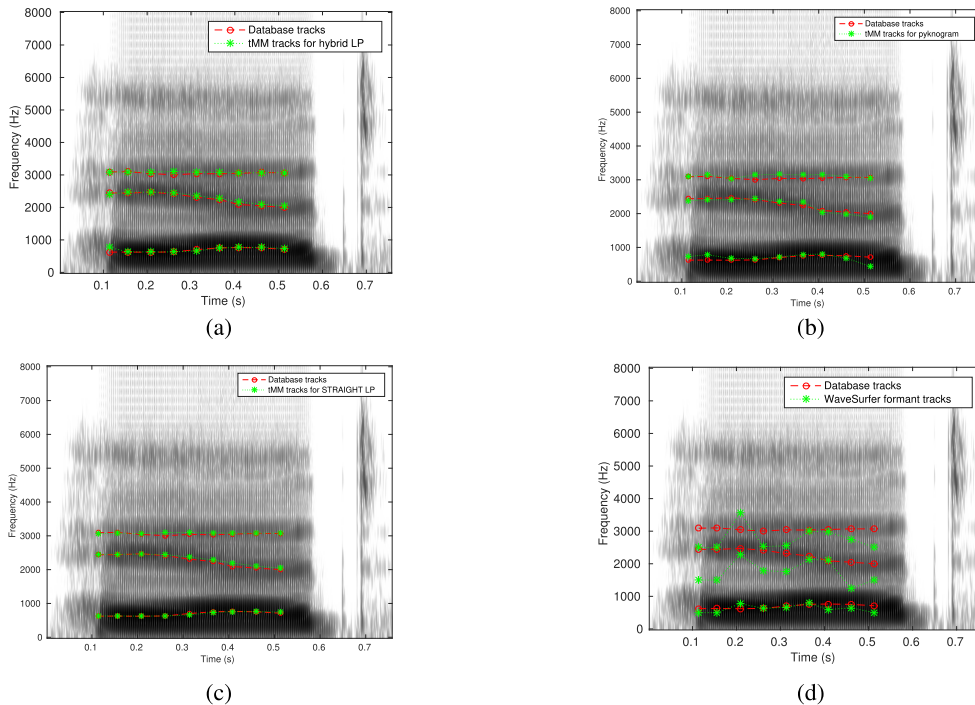 8000
7000
6000
5000
4000
3000
2000
1000
0
Frequency (Hz)
Database tracks
tMM tracks for hybrid LP
0.1 0.2 0.3 0.4 0.5 0.6 0.7
Time (s)
(a)
8000
7000
6000
5000
4000
3000
2000
1000
0
Frequency (Hz)
Database tracks
tMM tracks for pyknogram
0.1 0.2 0.3 0.4 0.5 0.6 0.7
Time (s)
(b)
8000
7000
6000
5000
4000
3000
2000
1000
0
Frequency (Hz)
Database tracks
tMM tracks for STRAIGHT LP
0.1 0.2 0.3 0.4 0.5 0.6 0.7
Time (s)
(c)
8000
7000
6000
5000
4000
3000
2000
1000
0
Frequency (Hz)
Database tracks
WaveSurfer formant tracks
0.1 0.2 0.3 0.4 0.5 0.6 0.7
Time (s)
(d)